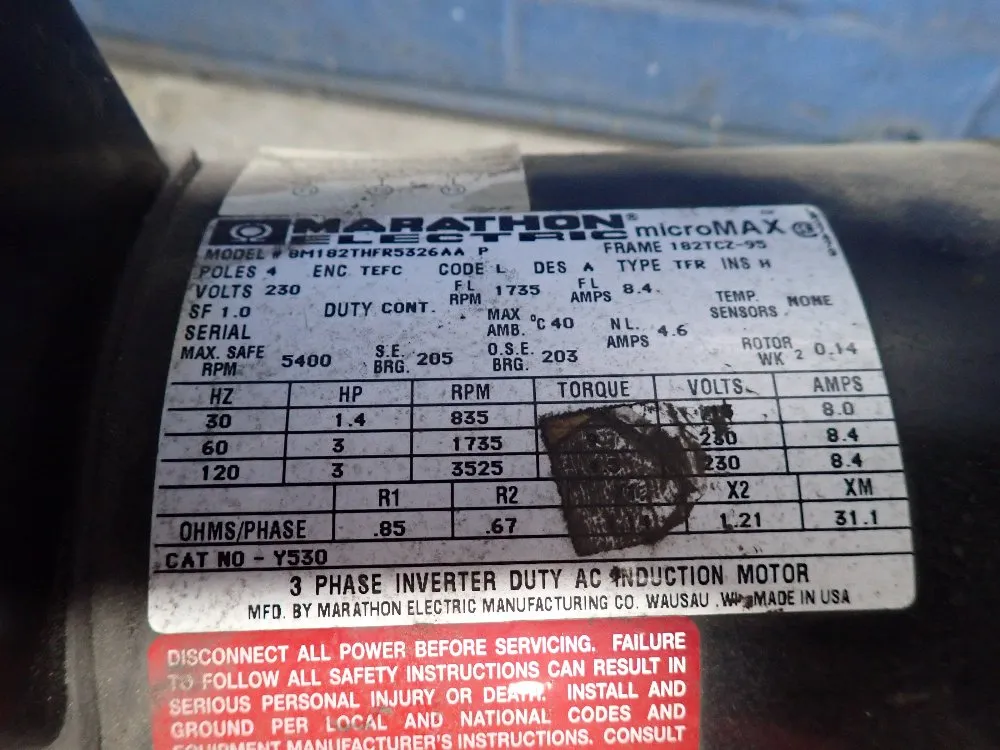 MARATHON® microMAX™
ELECTRIC
MODEL # 8M182THFR5326AA P FRAME 182TCZ-95
POLES 4 ENC TEFC CODE L DES A TYPE TFR INS H
VOLTS 230 FL RPM 1735 FL AMPS 8.4 TEMP. SENSORS NONE
SF 1.0 DUTY CONT. MAX AMB. °C 40 NL. AMPS 4.6
SERIAL
MAX. SAFE RPM 5400 S.E. BRG. 205 O.S.E. BRG. 203 ROTOR WK 2 0.14
HZ HP RPM TORQUE VOLTS AMPS
30 1.4 835 8.0
60 3 1735 230 8.4
120 3 3525 230 8.4
R1 R2 X2 XM
OHMS/PHASE .85 .67 1.21 31.1
CAT NO - Y530
3 PHASE INVERTER DUTY AC INDUCTION MOTOR
MFD. BY MARATHON ELECTRIC MANUFACTURING CO. WAUSAU, WI MADE IN USA
DISCONNECT ALL POWER BEFORE SERVICING. FAILURE
TO FOLLOW ALL SAFETY INSTRUCTIONS CAN RESULT IN
SERIOUS PERSONAL INJURY OR DEATH. INSTALL AND
GROUND PER LOCAL AND NATIONAL CODES AND
EQUIPMENT MANUFACTURER'S INSTRUCTIONS. CONSULT